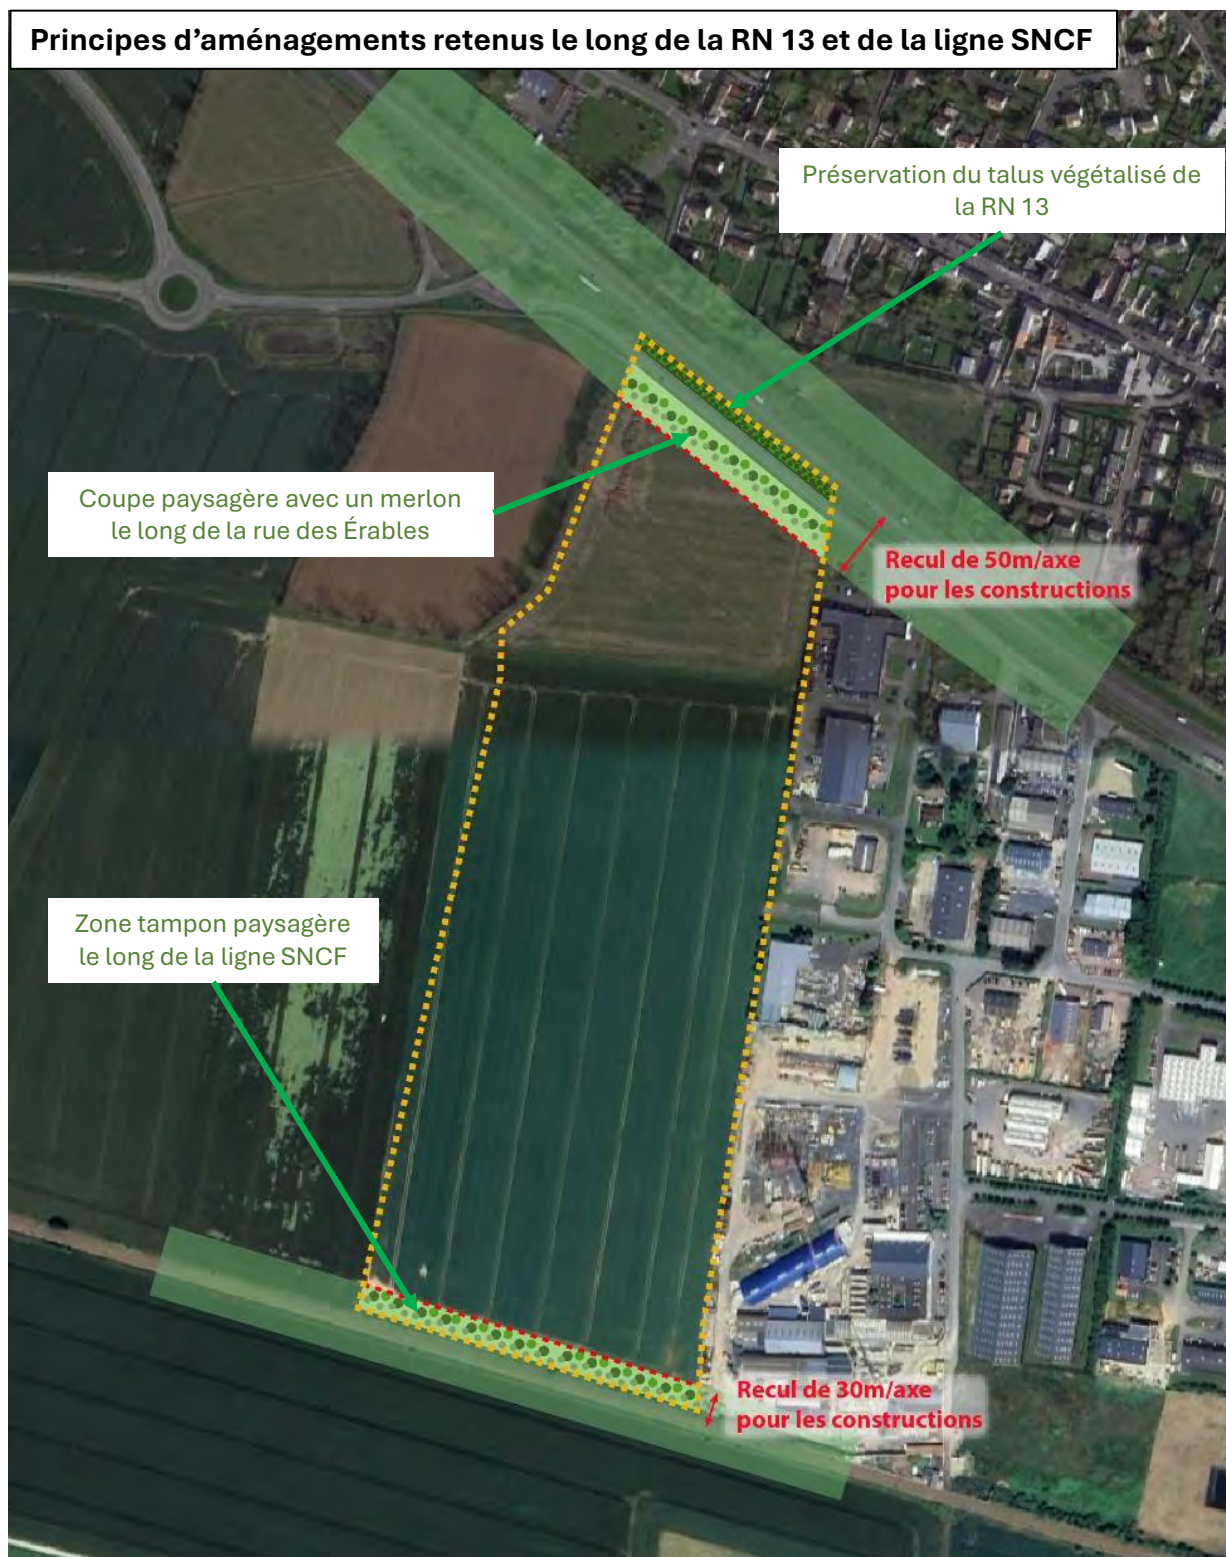 Principes d’aménagements retenus le long de la RN 13 et de la ligne SNCF
Préservation du talus végétalisé de
la RN 13
Coupe paysagère avec un merlon
le long de la rue des Érables
Recul de 50m/axe
pour les constructions
Zone tampon paysagère
le long de la ligne SNCF
Recul de 30m/axe
pour les constructions